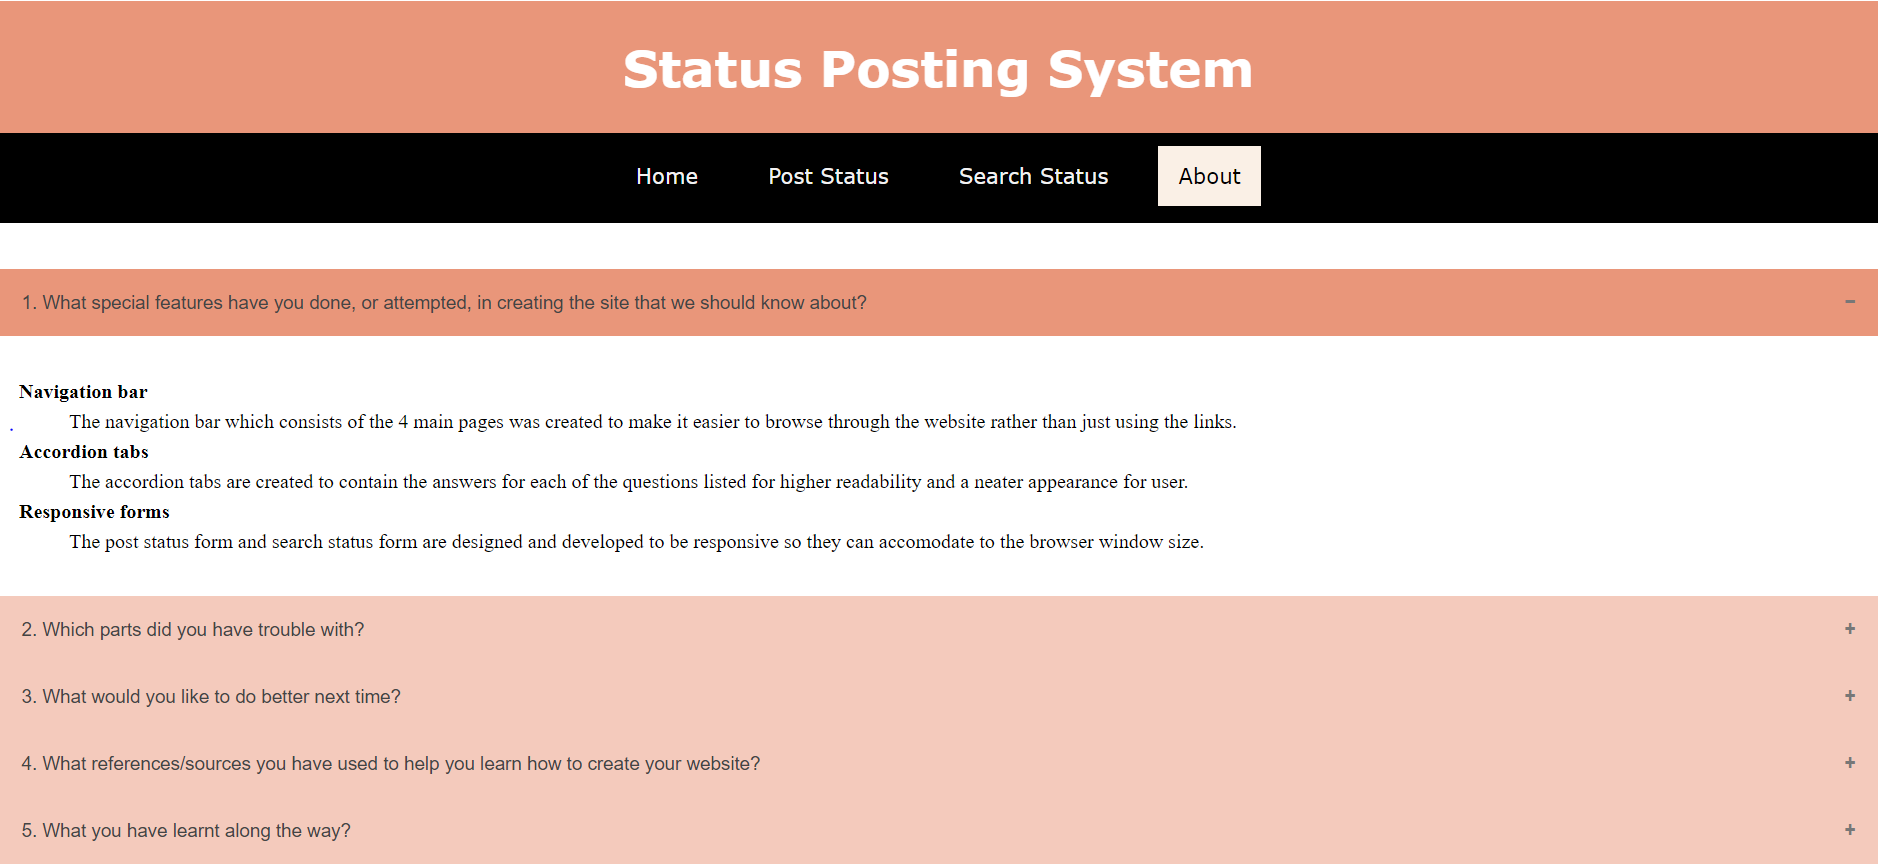 Status Posting System
Home Post Status Search Status About
1. What special features have you done, or attempted, in creating the site that we should know about? −
Navigation bar
The navigation bar which consists of the 4 main pages was created to make it easier to browse through the website rather than just using the links.
.
Accordion tabs
The accordion tabs are created to contain the answers for each of the questions listed for higher readability and a neater appearance for user.
Responsive forms
The post status form and search status form are designed and developed to be responsive so they can accomodate to the browser window size.
2. Which parts did you have trouble with? +
3. What would you like to do better next time? +
4. What references/sources you have used to help you learn how to create your website? +
5. What you have learnt along the way? +